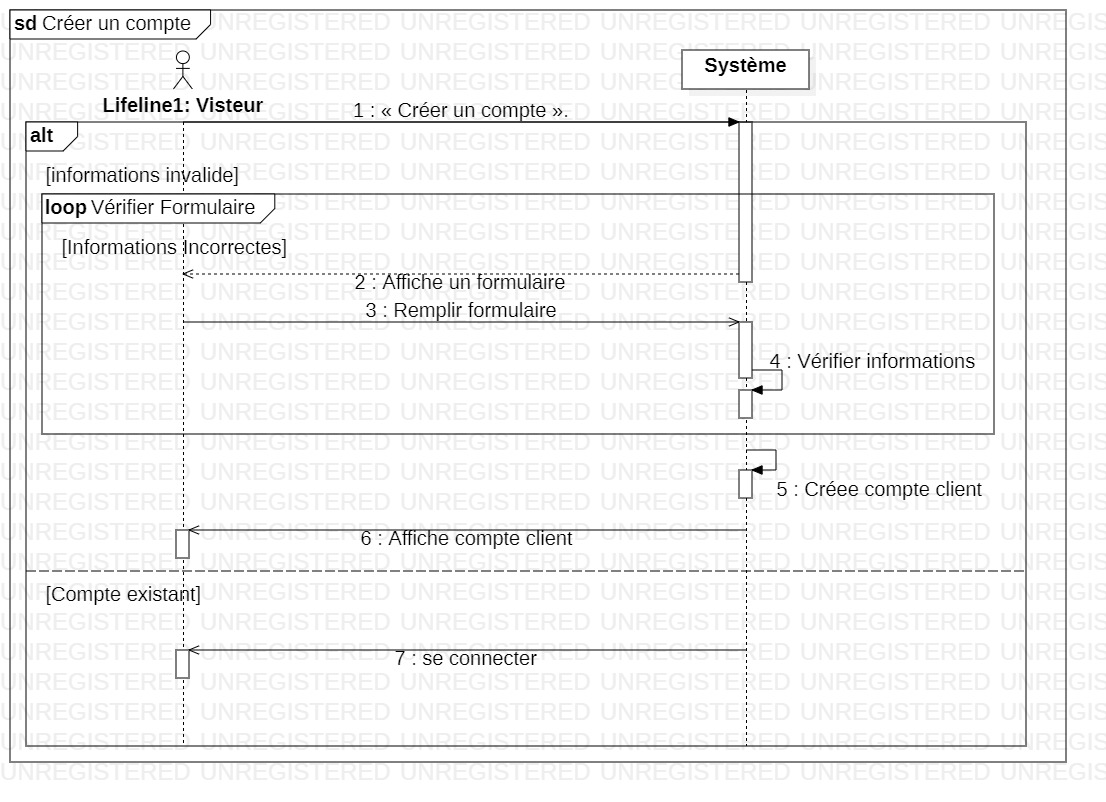 sd Créer un compte
Système
Lifeline1: Visteur
1 : « Créer un compte ».
alt
[informations invalide]
loop Vérifier Formulaire
[Informations Incorrectes]
2 : Affiche un formulaire
3 : Remplir formulaire
4 : Vérifier informations
5 : Créee compte client
6 : Affiche compte client
[Compte existant]
7 : se connecter
UNREGISTERED